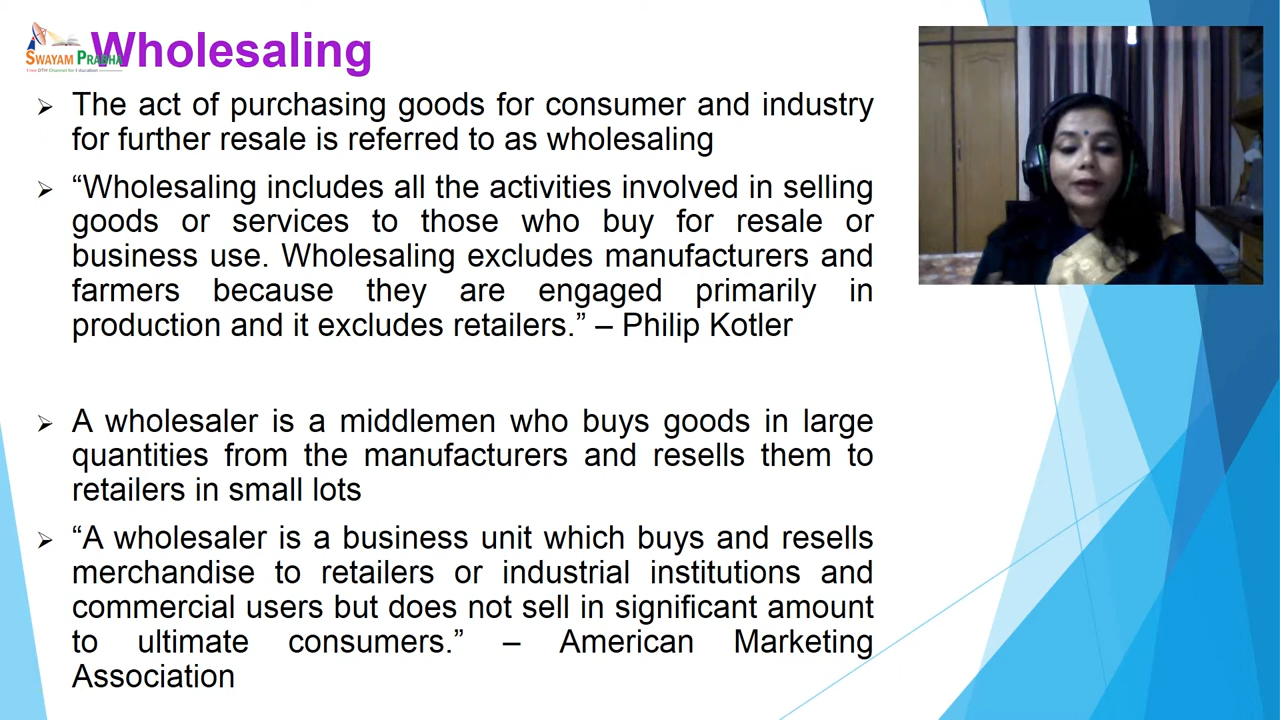 Wholesaling
SWAYAM PRABHA
The act of purchasing goods for consumer and industry
for further resale is referred to as wholesaling
“Wholesaling includes all the activities involved in selling
goods or services to those who buy for resale or
business use. Wholesaling excludes manufacturers and
farmers because they are engaged primarily in
production and it excludes retailers.” – Philip Kotler
A wholesaler is a middlemen who buys goods in large
quantities from the manufacturers and resells them to
retailers in small lots
“A wholesaler is a business unit which buys and resells
merchandise to retailers or industrial institutions and
commercial users but does not sell in significant amount
to ultimate consumers.” – American Marketing
Association